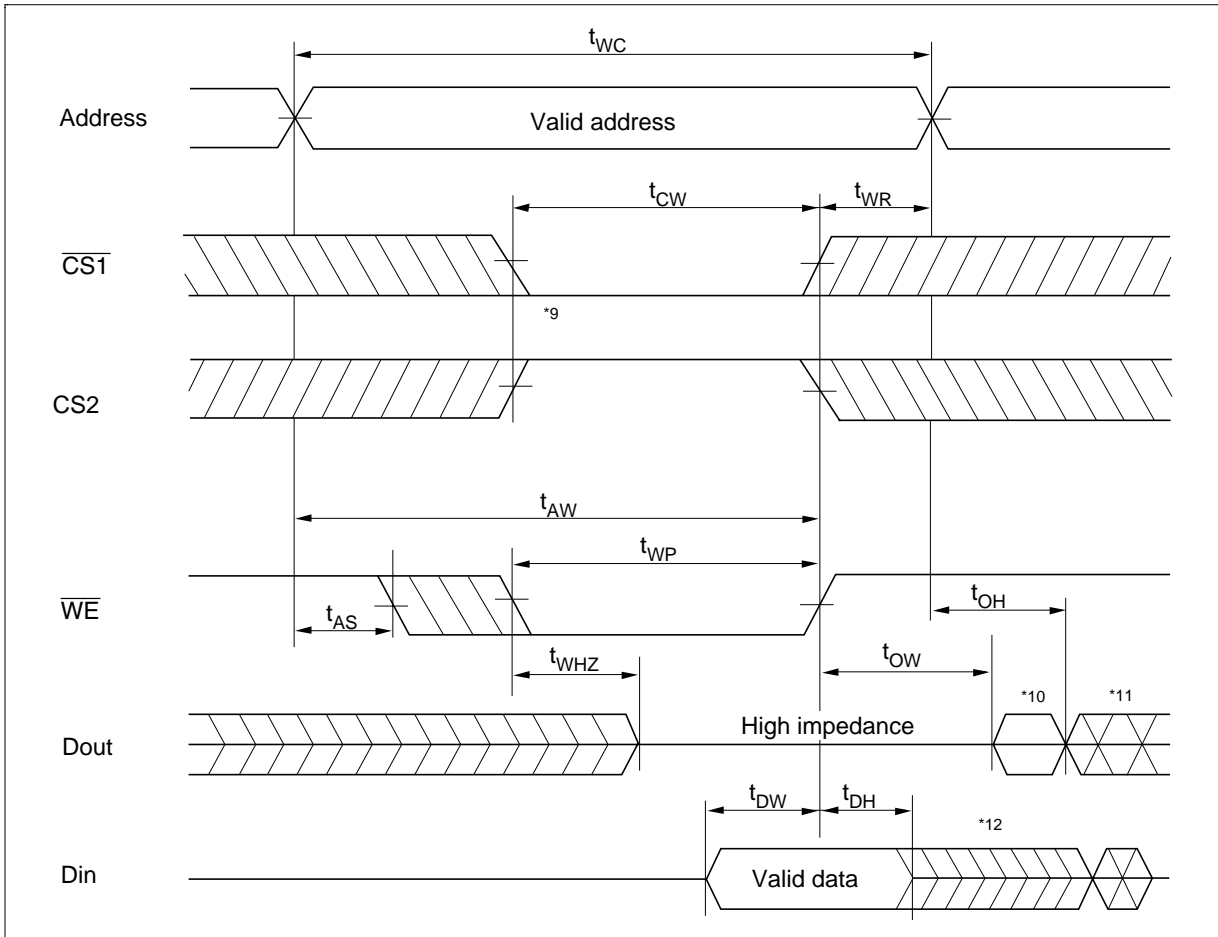 tWC
Address
Valid address
tCW
tWR
CS1
*9
CS2
tAW
tWP
WE
tAS
tOH
tWHZ
tOW
*10
*11
High impedance
Dout
tDW
tDH
*12
Din
Valid data